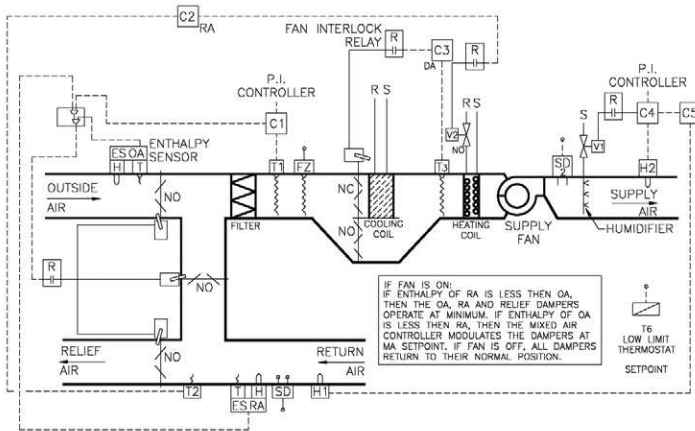 C2
RA
FAN INTERLOCK
RELAY
R
C3
DA
R
P.I.
CONTROLLER
R S
P.I.
CONTROLLER
R
C1
R S
S
C4
C5
V2
NO
V1
ENTHALPY
SENSOR
ES OA
H T
T1
FZ
T3
SD
2
H2
OUTSIDE
AIR
NO
NC
NO
FILTER
COOLING
COIL
HEATING
COIL
SUPPLY
FAN
SUPPLY
AIR
HUMIDIFIER
R
NO
IF FAN IS ON:
IF ENTHALPY OF RA IS LESS THEN OA,
THEN THE OA, RA AND RELIEF DAMPERS
OPERATE AT MINIMUM. IF ENTHALPY OF OA
IS LESS THEN RA, THEN THE MIXED AIR
CONTROLLER MODULATES THE DAMPERS AT
MA SETPOINT. IF FAN IS OFF, ALL DAMPERS
RETURN TO THEIR NORMAL POSITION.
T6
LOW LIMIT
THERMOSTAT
SETPOINT
RELIEF
AIR
NO
RETURN
AIR
T2
T H
ES RA
SD
H1